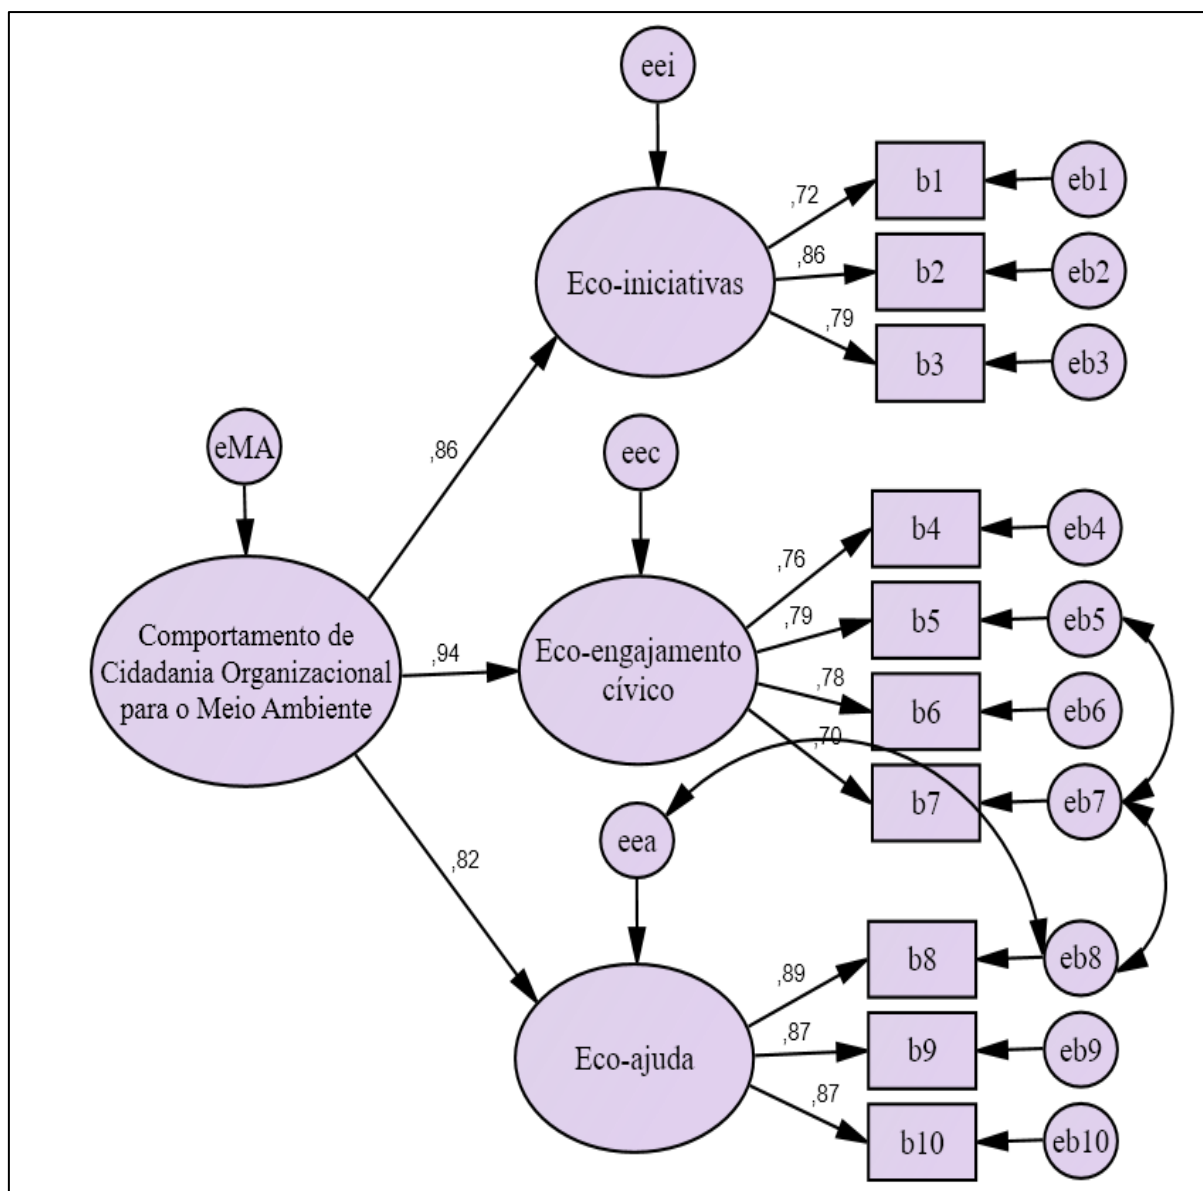 eei
b1
eb1
,72
,86
b2
eb2
Eco-iniciativas
,79
b3
eb3
,86
eMA
eec
b4
eb4
,76
,79
b5
eb5
Comportamento de
Cidadania Organizacional
para o Meio Ambiente
,94
Eco-engajamento
cívico
,78
b6
eb6
,70
b7
eb7
eea
,82
b8
eb8
,89
,87
b9
eb9
Eco-ajuda
,87
b10
eb10